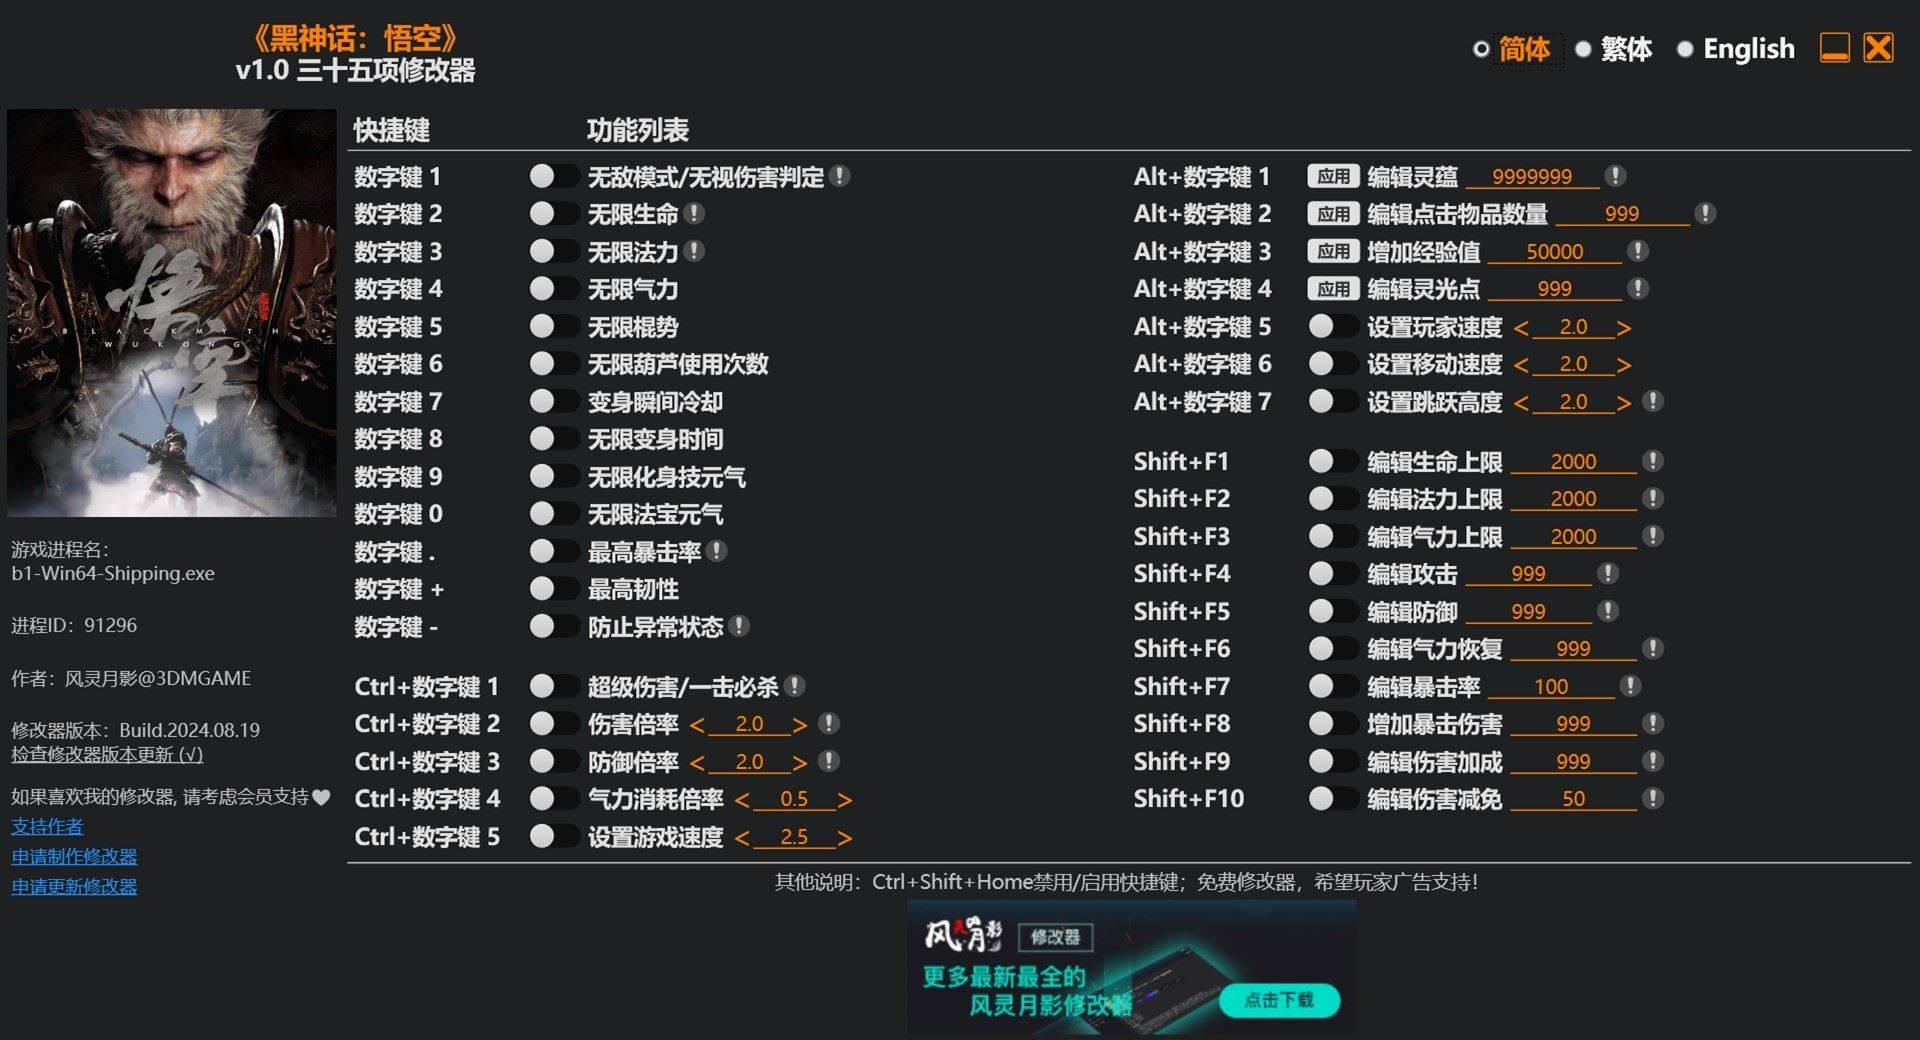 《黑神话：悟空》
v1.0 三十五项修改器
简体 繁体 English
快捷键 功能列表
数字键 1 无敌模式/无视伤害判定 !
数字键 2 无限生命 !
数字键 3 无限法力 !
数字键 4 无限气力
数字键 5 无限棍势
数字键 6 无限葫芦使用次数
数字键 7 变身瞬间冷却
数字键 8 无限变身时间
数字键 9 无限化身技元气
数字键 0 无限法宝元气
数字键 . 最高暴击率 !
数字键 + 最高韧性
数字键 - 防止异常状态 !
Ctrl+数字键 1 超级伤害/一击必杀 !
Ctrl+数字键 2 伤害倍率 < 2.0 > !
Ctrl+数字键 3 防御倍率 < 2.0 > !
Ctrl+数字键 4 气力消耗倍率 < 0.5 >
Ctrl+数字键 5 设置游戏速度 < 2.5 >
Alt+数字键 1 应用 编辑灵蕴 9999999 !
Alt+数字键 2 应用 编辑点击物品数量 999 !
Alt+数字键 3 应用 增加经验值 50000 !
Alt+数字键 4 应用 编辑灵光点 999 !
Alt+数字键 5 设置玩家速度 < 2.0 >
Alt+数字键 6 设置移动速度 < 2.0 >
Alt+数字键 7 设置跳跃高度 < 2.0 > !
Shift+F1 编辑生命上限 2000 !
Shift+F2 编辑法力上限 2000 !
Shift+F3 编辑气力上限 2000 !
Shift+F4 编辑攻击 999 !
Shift+F5 编辑防御 999 !
Shift+F6 编辑气力恢复 999 !
Shift+F7 编辑暴击率 100 !
Shift+F8 增加暴击伤害 999 !
Shift+F9 编辑伤害加成 999 !
Shift+F10 编辑伤害减免 50 !
悟空
BLACK MYTH
WUKONG
游戏进程名：
b1-Win64-Shipping.exe
进程ID：91296
作者：风灵月影@3DMGAME
修改器版本：Build.2024.08.19
检查修改器版本更新 (√)
如果喜欢我的修改器, 请考虑会员支持♥
支持作者
申请制作修改器
申请更新修改器
其他说明：Ctrl+Shift+Home禁用/启用快捷键；免费修改器，希望玩家广告支持！
风灵月影 修改器
更多最新最全的
风灵月影修改器
点击下载